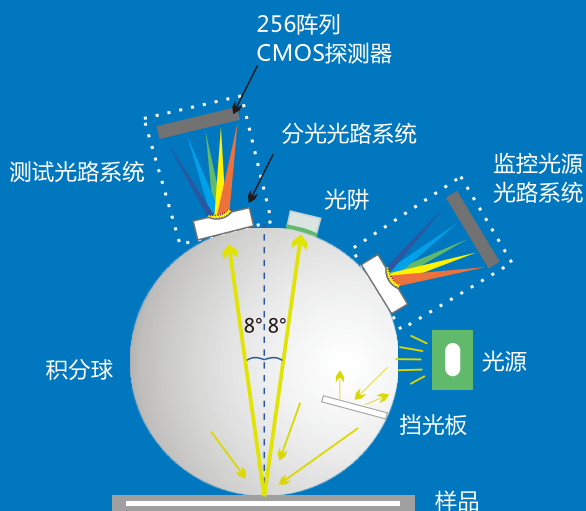 256阵列
CMOS探测器
分光光路系统
测试光路系统
监控光源
光路系统
光阱
8° 8°
积分球
光源
挡光板
样品